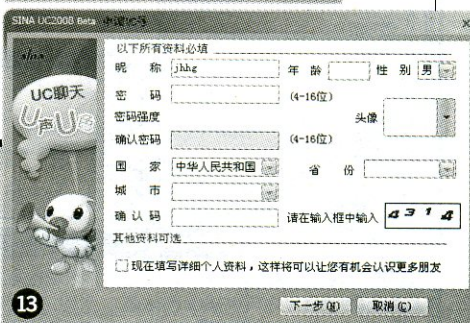 SINA UC2008 Beta
sina
UC聊天
U声U色
以下所有资料必填
昵 称 jhhg 年 龄 性 别 男
密 码 (4-16位)
密码强度 头像
确认密码 (4-16位)
国 家 中华人民共和国 省 份
城 市
确 认 码 请在输入框中输入 4 3 1 4
其他资料可选
现在填写详细个人资料，这样将可以让您有机会认识更多朋友
下一步(N) 取消(C)
13